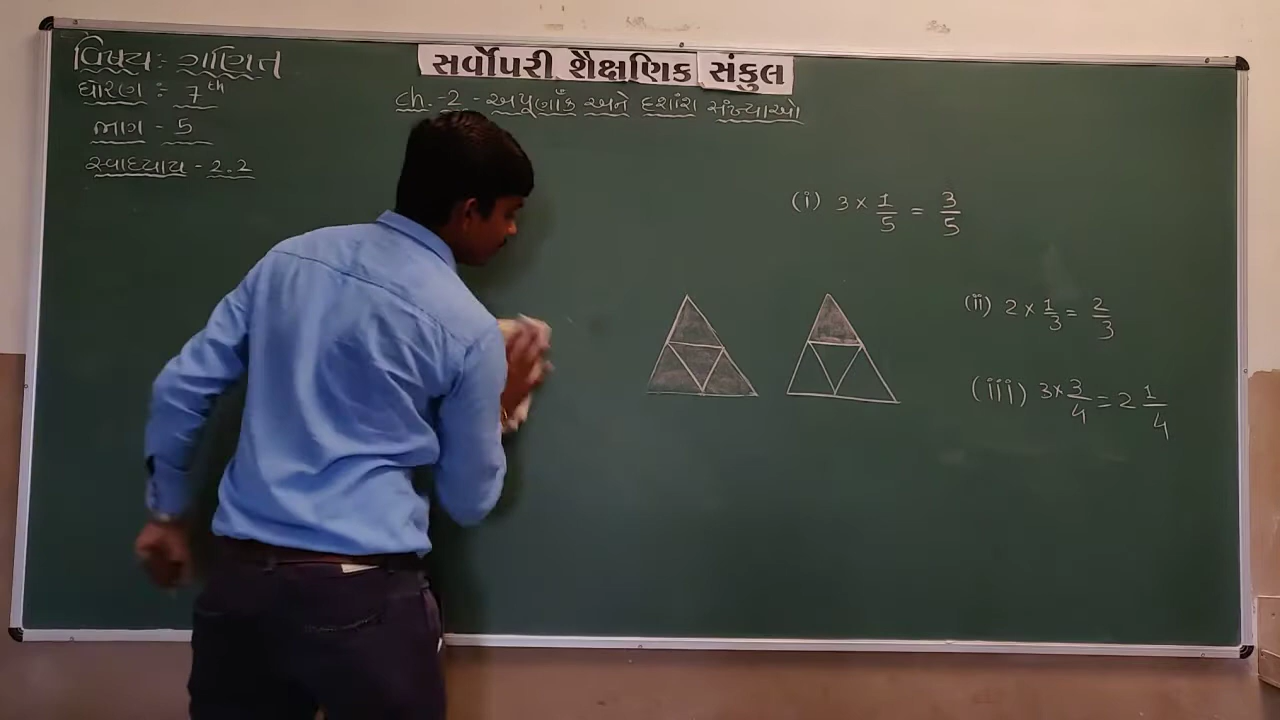 વિષય: ગણિત
સર્વોપરી શૈક્ષણિક સંકુલ
ધોરણ : 7th
ch.-2 - અપૂર્ણાંક અને દશાંશ સંખ્યાઓ
ભાગ - 5
સ્વાધ્યાય - 2.2
(i) 3 × 1/5 = 3/5
(ii) 2 × 1/3 = 2/3
(iii) 3 × 3/4 = 2 1/4